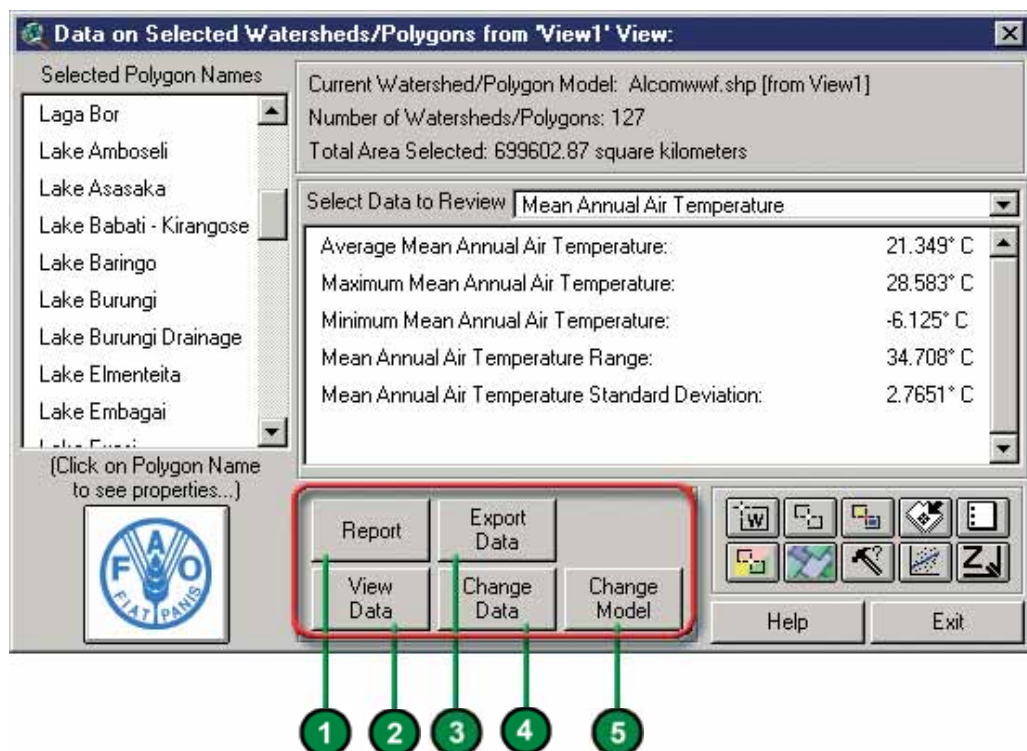 Data on Selected Watersheds/Polygons from 'View1' View:
Selected Polygon Names
Laga Bor
Lake Amboseli
Lake Asasaka
Lake Babati - Kirangose
Lake Baringo
Lake Burungi
Lake Burungi Drainage
Lake Elmenteita
Lake Embagai
(Click on Polygon Name
to see properties...)
FAO
FIAT PANIS
Current Watershed/Polygon Model: Alcomwwf.shp [from View1]
Number of Watersheds/Polygons: 127
Total Area Selected: 699602.87 square kilometers
Select Data to Review Mean Annual Air Temperature
Average Mean Annual Air Temperature: 21.349° C
Maximum Mean Annual Air Temperature: 28.583° C
Minimum Mean Annual Air Temperature: -6.125° C
Mean Annual Air Temperature Range: 34.708° C
Mean Annual Air Temperature Standard Deviation: 2.7651° C
Report
Export
Data
View
Data
Change
Data
Change
Model
W
?
Z
Help
Exit
1 2 3 4 5